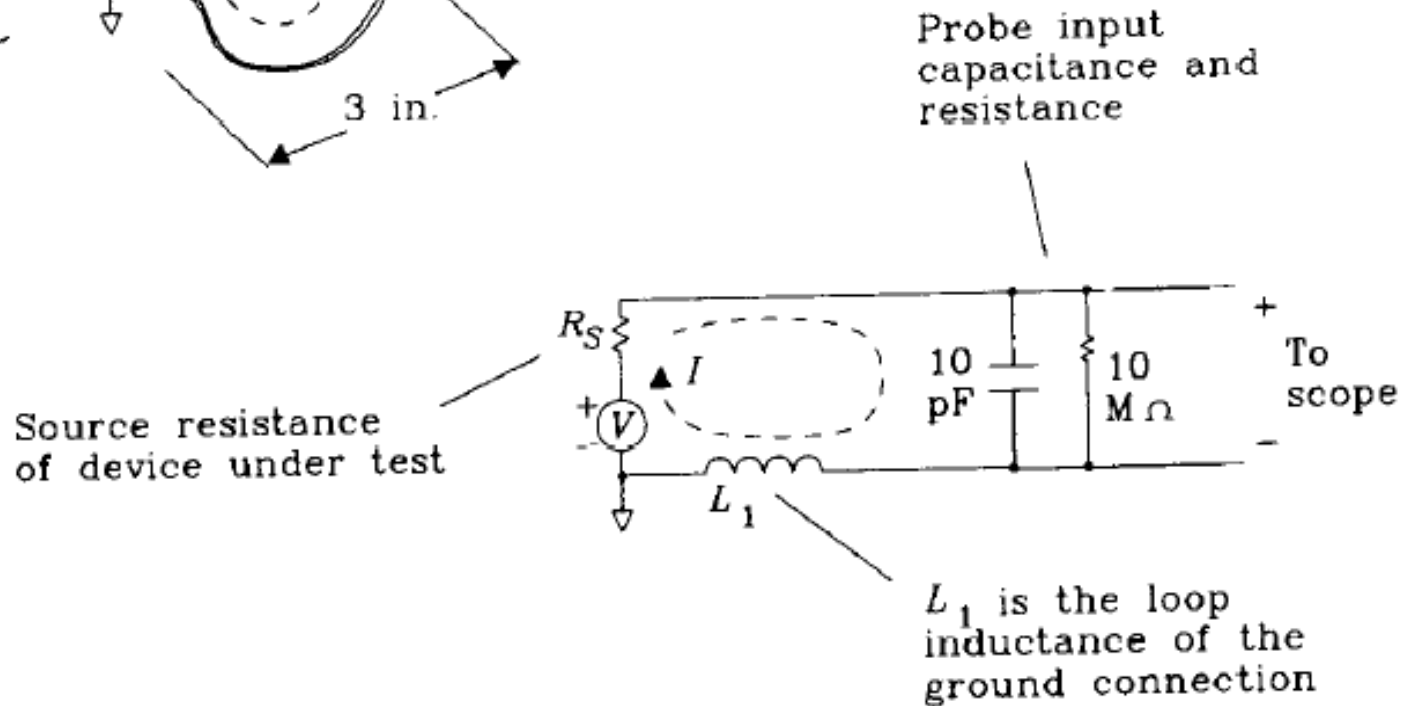 3 in.
Probe input
capacitance and
resistance
R_S
I
10
pF
10
M Ω
+
To
scope
−
+
V
−
Source resistance
of device under test
L_1
L_1 is the loop
inductance of the
ground connection